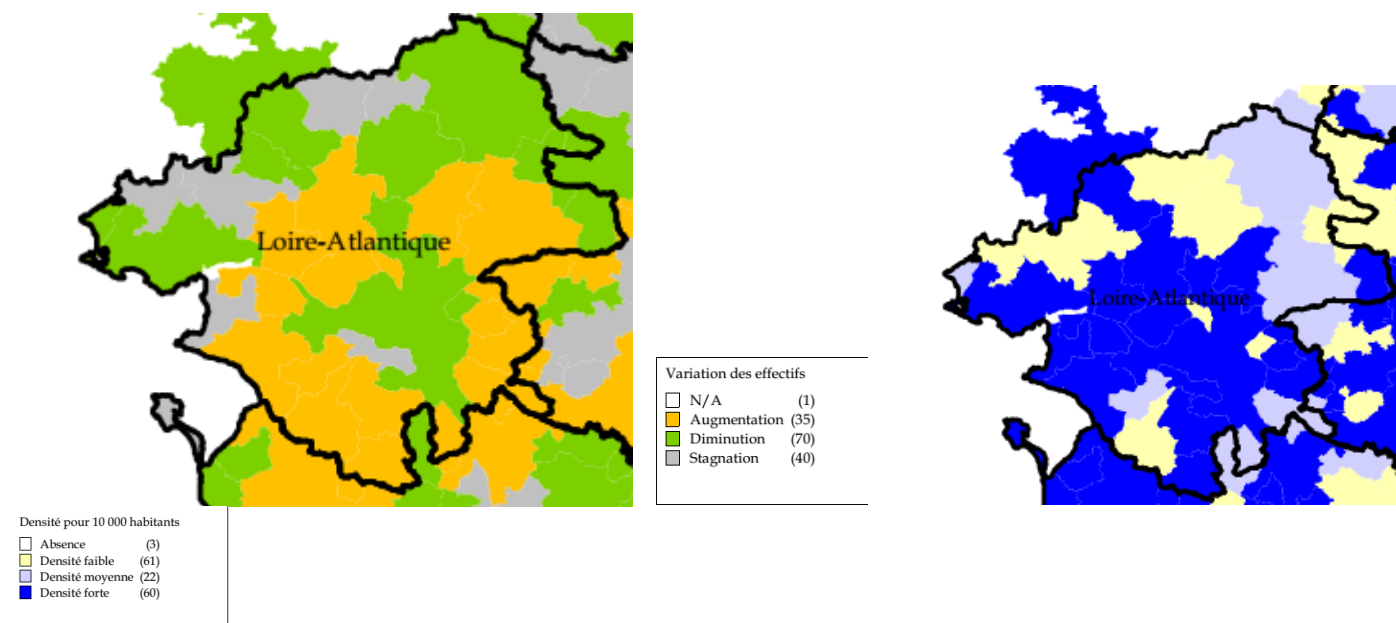 Loire-Atlantique
Loire-Atlantique
Variation des effectifs
N/A (1)
Augmentation (35)
Diminution (70)
Stagnation (40)
Densité pour 10 000 habitants
Absence (3)
Densité faible (61)
Densité moyenne (22)
Densité forte (60)